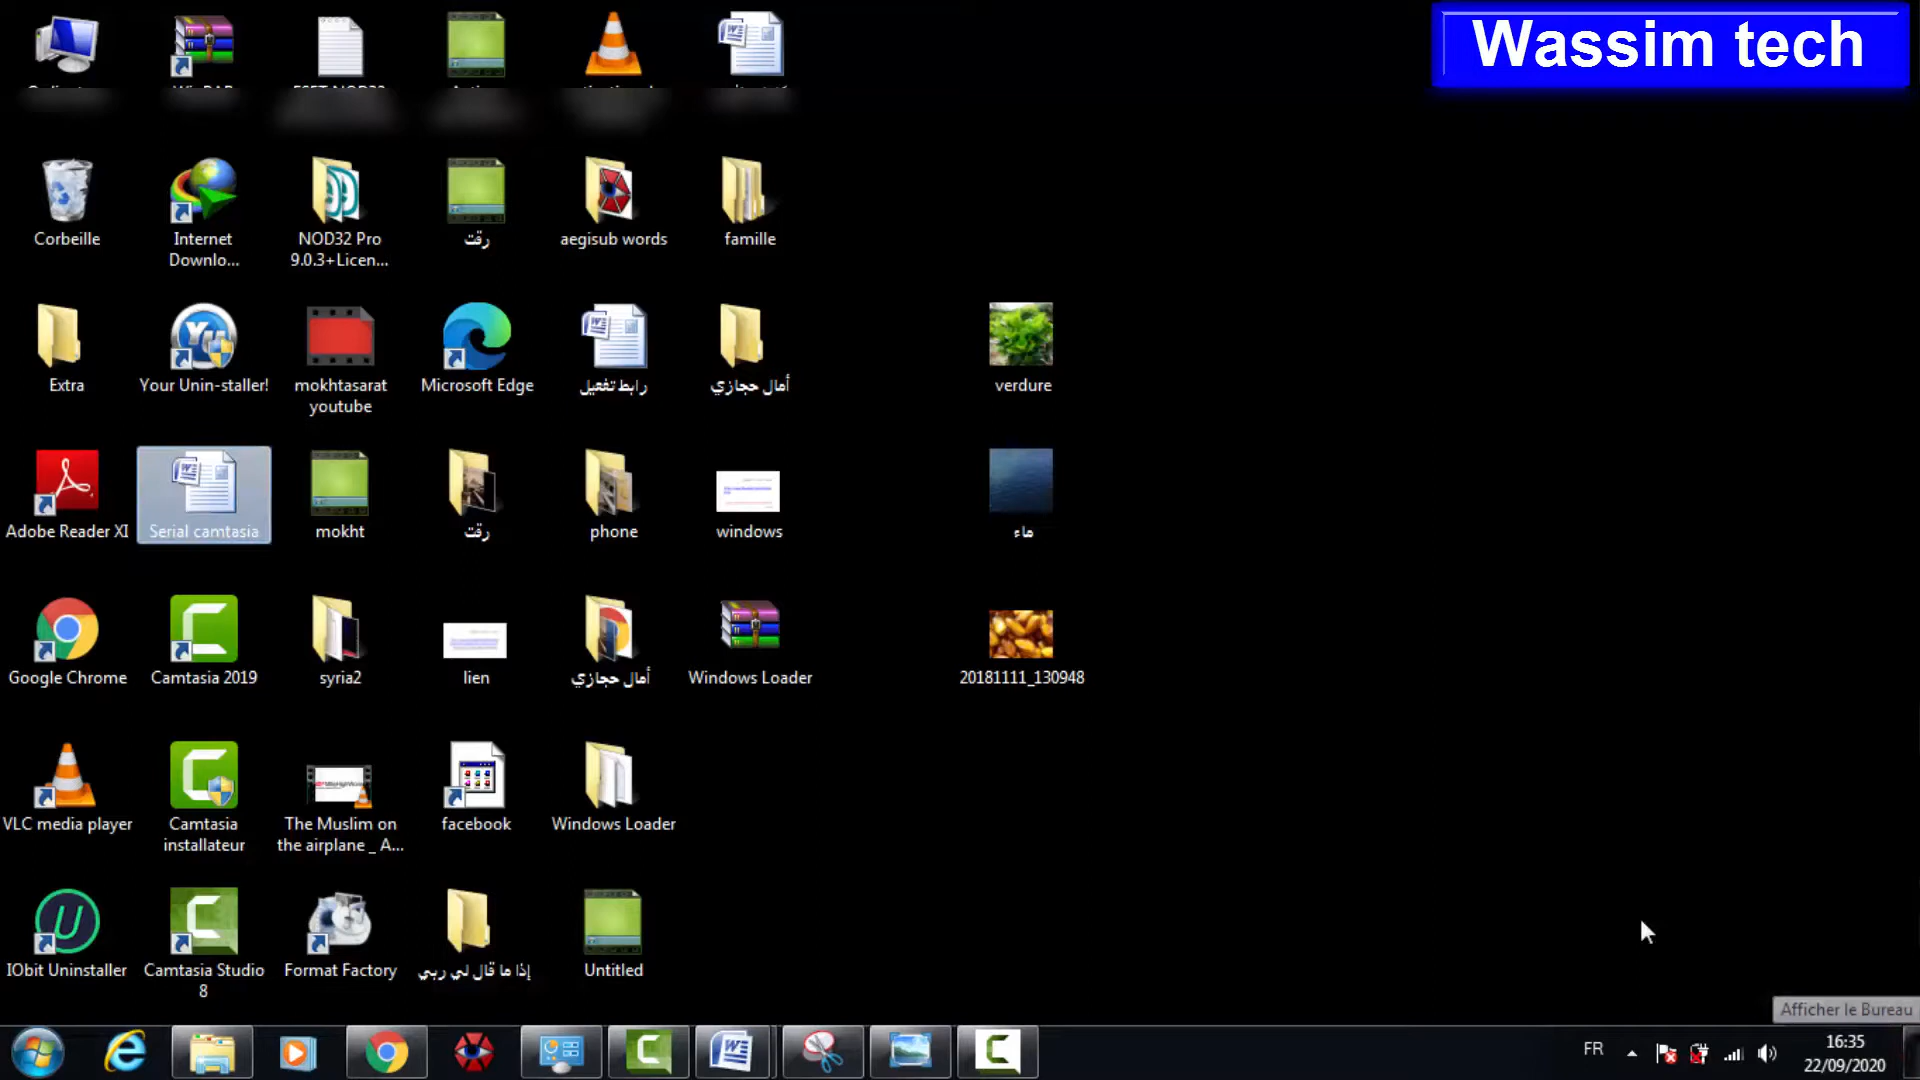 Wassim tech
Corbeille
Internet
Downlo...
NOD32 Pro
9.0.3+Licen...
رقت
aegisub words
famille
Extra
Your Unin-staller!
mokhtasarat
youtube
Microsoft Edge
رابط تفعيل
أمال حجازي
verdure
Adobe Reader XI
Serial camtasia
mokht
رقت
phone
windows
ماء
Google Chrome
Camtasia 2019
syria2
lien
أمال حجازي
Windows Loader
20181111_130948
VLC media player
Camtasia
installateur
The Muslim on
the airplane _ A...
facebook
Windows Loader
IObit Uninstaller
Camtasia Studio
8
Format Factory
إذا ما قال لي ربي
Untitled
Afficher le Bureau
FR
16:35
22/09/2020